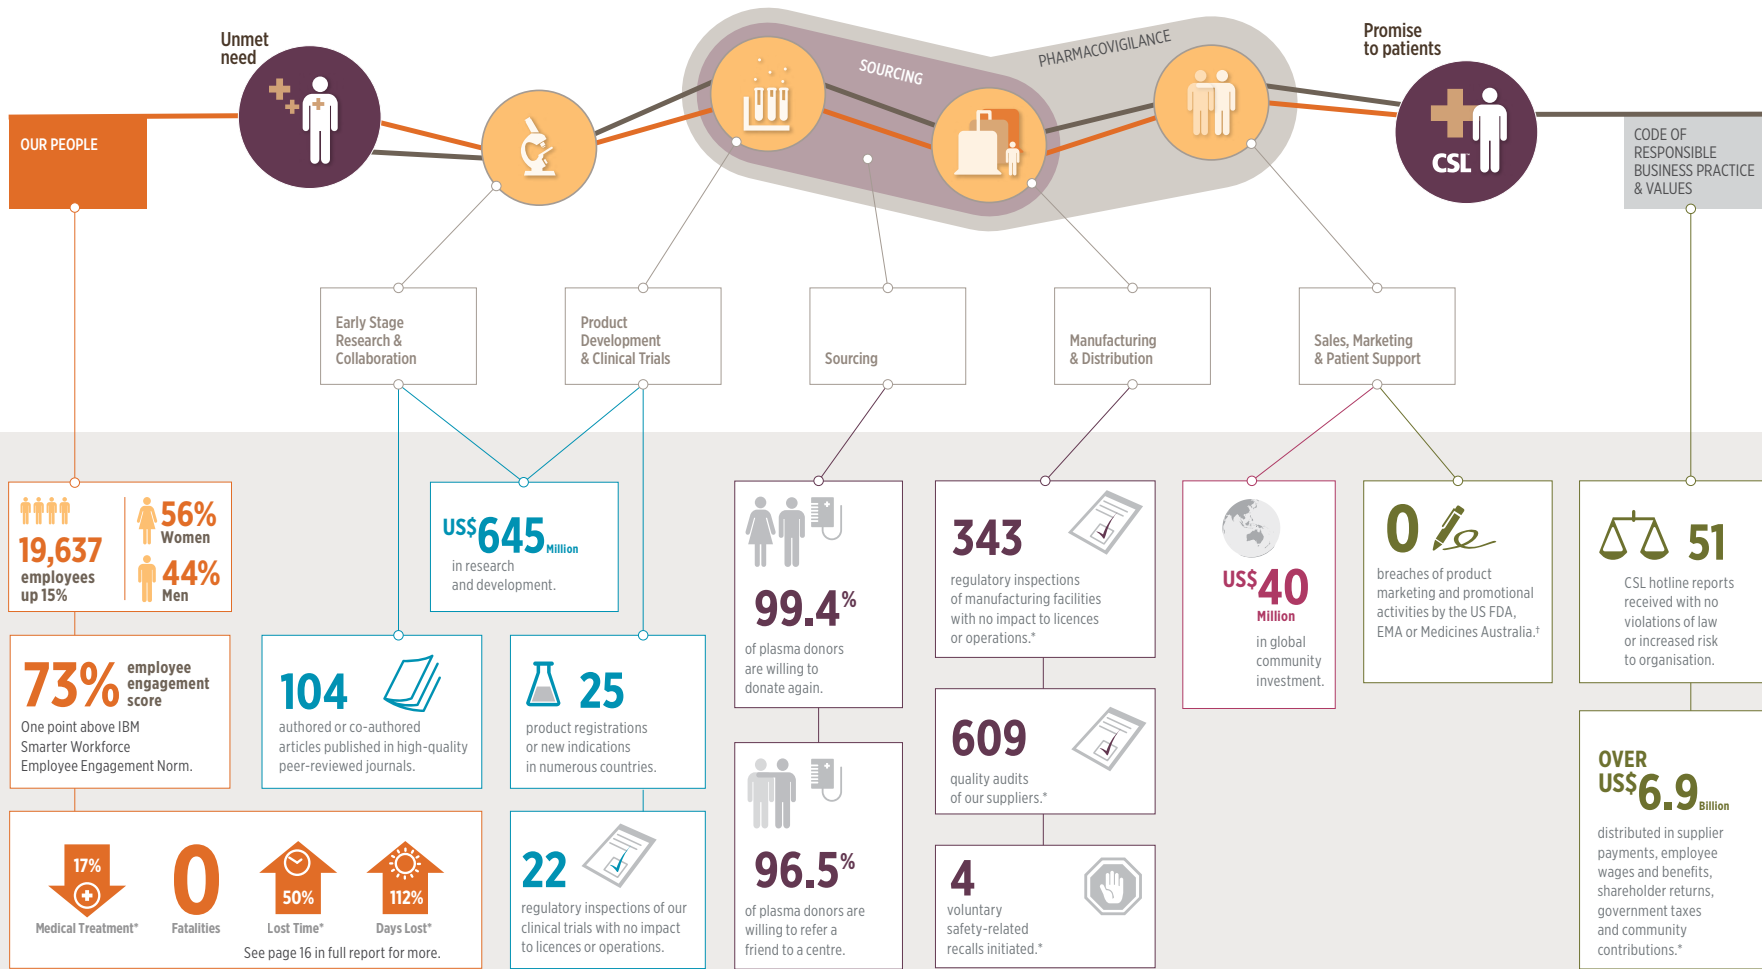 Unmet
need
SOURCING
PHARMACOVIGILANCE
Promise
to patients
CSL
OUR PEOPLE
CODE OF
RESPONSIBLE
BUSINESS PRACTICE
& VALUES
Early Stage
Research &
Collaboration
Product
Development
& Clinical Trials
Sourcing
Manufacturing
& Distribution
Sales, Marketing
& Patient Support
19,637
employees
up 15%
56%
Women
44%
Men
73% employee
engagement
score
One point above IBM
Smarter Workforce
Employee Engagement Norm.
17%
Medical Treatment*
0
Fatalities
50%
Lost Time*
112%
Days Lost*
See page 16 in full report for more.
US$645 Million
in research
and development.
104
authored or co-authored
articles published in high-quality
peer-reviewed journals.
25
product registrations
or new indications
in numerous countries.
22
regulatory inspections of our
clinical trials with no impact
to licences or operations.
99.4%
of plasma donors
are willing to
donate again.
96.5%
of plasma donors are
willing to refer a
friend to a centre.
343
regulatory inspections
of manufacturing facilities
with no impact to licences
or operations.*
609
quality audits
of our suppliers.*
4
voluntary
safety-related
recalls initiated.*
US$40
Million
in global
community
investment.
0
breaches of product
marketing and promotional
activities by the US FDA,
EMA or Medicines Australia.†
51
CSL hotline reports
received with no
violations of law
or increased risk
to organisation.
OVER
US$6.9 Billion
distributed in supplier
payments, employee
wages and benefits,
shareholder returns,
government taxes
and community
contributions.*